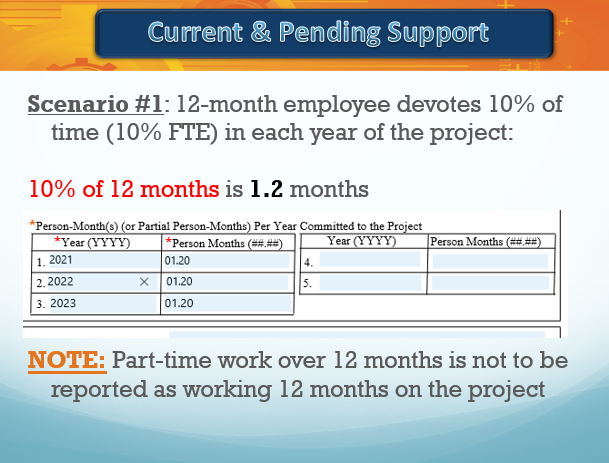 Current & Pending Support
Scenario #1: 12-month employee devotes 10% of
time (10% FTE) in each year of the project:
10% of 12 months is 1.2 months
*Person-Month(s) (or Partial Person-Months) Per Year Committed to the Project
*Year (YYYY) *Person Months (##.##) Year (YYYY) Person Months (##.##)
1. 2021 01.20 4.
2. 2022 × 01.20 5.
3. 2023 01.20
NOTE: Part-time work over 12 months is not to be
reported as working 12 months on the project